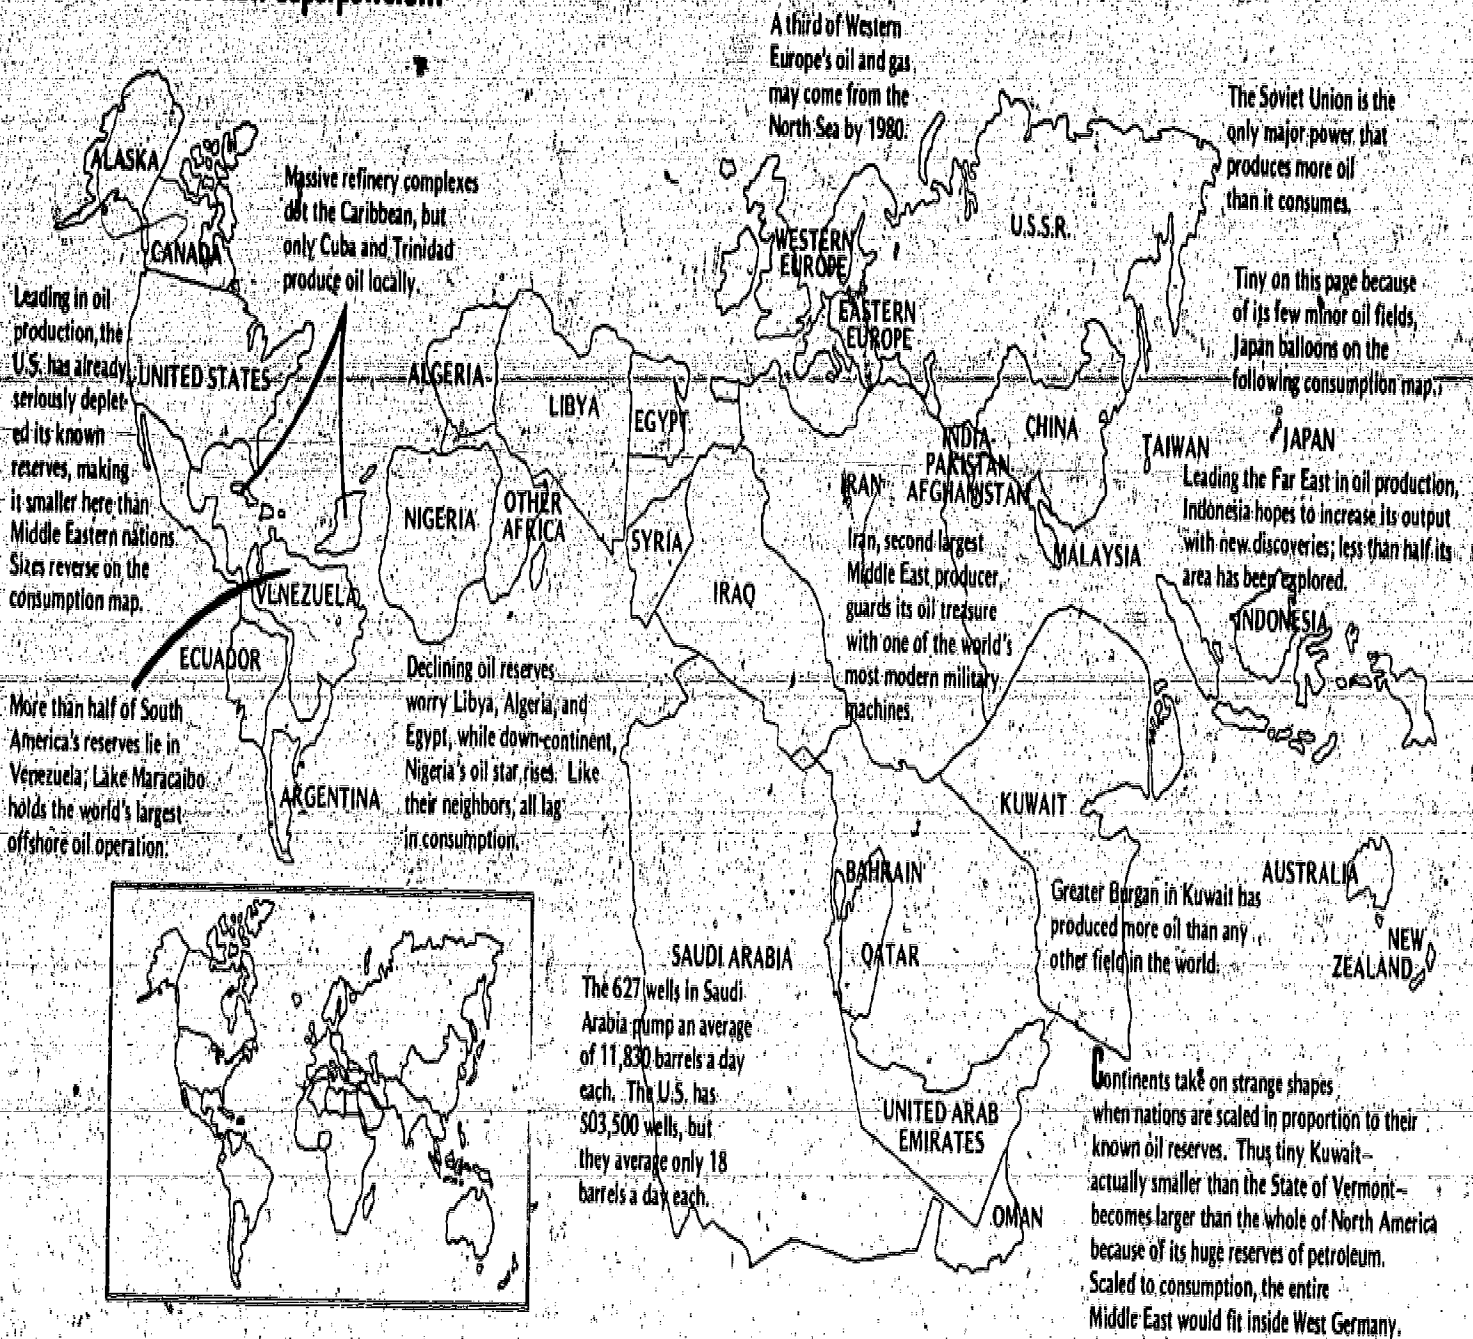 A third of Western
Europe's oil and gas
may come from the
North Sea by 1980.
The Soviet Union is the
only major power that
produces more oil
than it consumes.
ALASKA
CANADA
Massive refinery complexes
dot the Caribbean, but
only Cuba and Trinidad
produce oil locally.
WESTERN
EUROPE
U.S.S.R.
EASTERN
EUROPE
Tiny on this page because
of its few minor oil fields,
Japan balloons on the
following consumption map.
Leading in oil
production, the
U.S. has already
seriously deplet-
ed its known
reserves, making
it smaller here than
Middle Eastern nations.
Sizes reverse on the
consumption map.
UNITED STATES
ALGERIA
LIBYA
EGYPT
CHINA
TAIWAN
JAPAN
INDIA-
PAKISTAN-
AFGHANISTAN
IRAN
NIGERIA
OTHER
AFRICA
SYRIA
IRAQ
MALAYSIA
Leading the Far East in oil production,
Indonesia hopes to increase its output
with new discoveries; less than half its
area has been explored.
INDONESIA
Iran, second largest
Middle East producer,
guards its oil treasure
with one of the world's
most modern military
machines.
VENEZUELA
ECUADOR
ARGENTINA
More than half of South
America's reserves lie in
Venezuela; Lake Maracaibo
holds the world's largest
offshore oil operation.
Declining oil reserves
worry Libya, Algeria, and
Egypt, while down-continent,
Nigeria's oil star rises. Like
their neighbors, all lag
in consumption.
KUWAIT
BAHRAIN
QATAR
SAUDI ARABIA
AUSTRALIA
NEW
ZEALAND
Greater Burgan in Kuwait has
produced more oil than any
other field in the world.
The 627 wells in Saudi
Arabia pump an average
of 11,830 barrels a day
each. The U.S. has
503,500 wells, but
they average only 18
barrels a day each.
UNITED ARAB
EMIRATES
OMAN
Continents take on strange shapes
when nations are scaled in proportion to their
known oil reserves. Thus tiny Kuwait—
actually smaller than the State of Vermont—
becomes larger than the whole of North America
because of its huge reserves of petroleum.
Scaled to consumption, the entire
Middle East would fit inside West Germany.